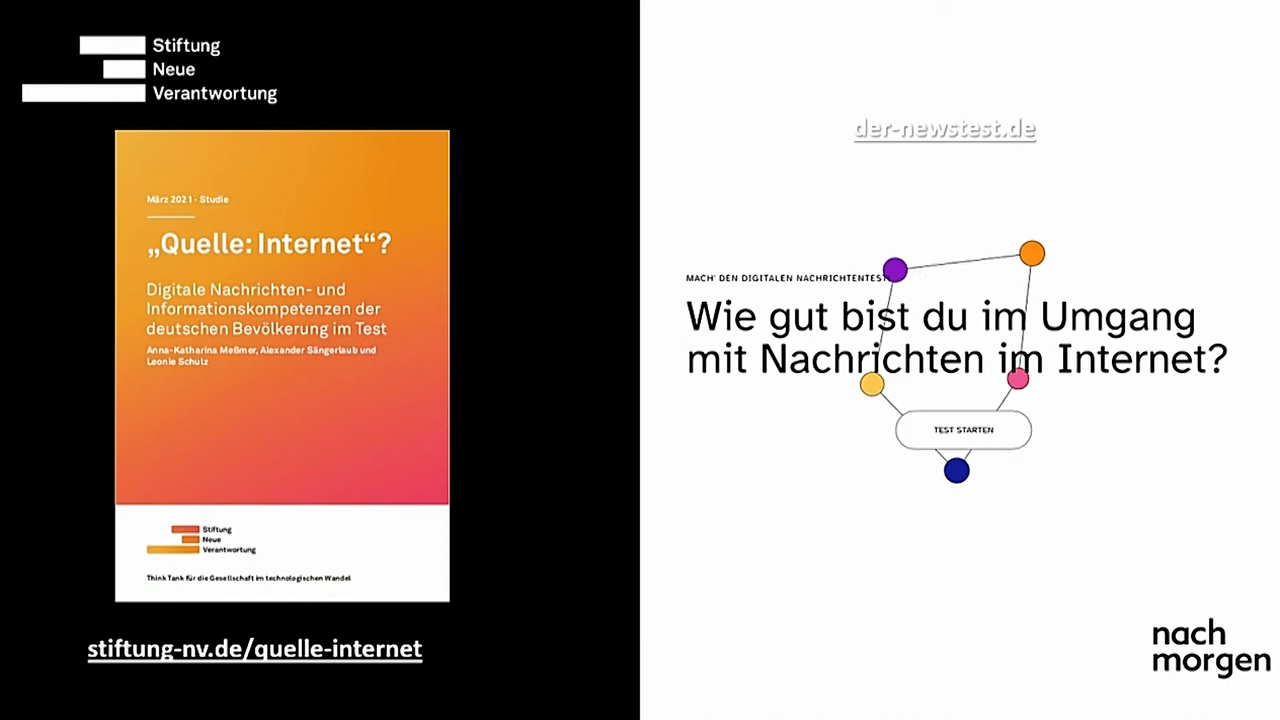 Stiftung
Neue
Verantwortung
März 2021 · Studie
„Quelle: Internet“?
Digitale Nachrichten- und
Informationskompetenzen der
deutschen Bevölkerung im Test
Anna-Katharina Meßmer, Alexander Sängerlaub und
Leonie Schulz
Stiftung
Neue
Verantwortung
Think Tank für die Gesellschaft im technologischen Wandel
stiftung-nv.de/quelle-internet
der-newstest.de
MACH' DEN DIGITALEN NACHRICHTENTEST!
Wie gut bist du im Umgang
mit Nachrichten im Internet?
TEST STARTEN
nach
morgen